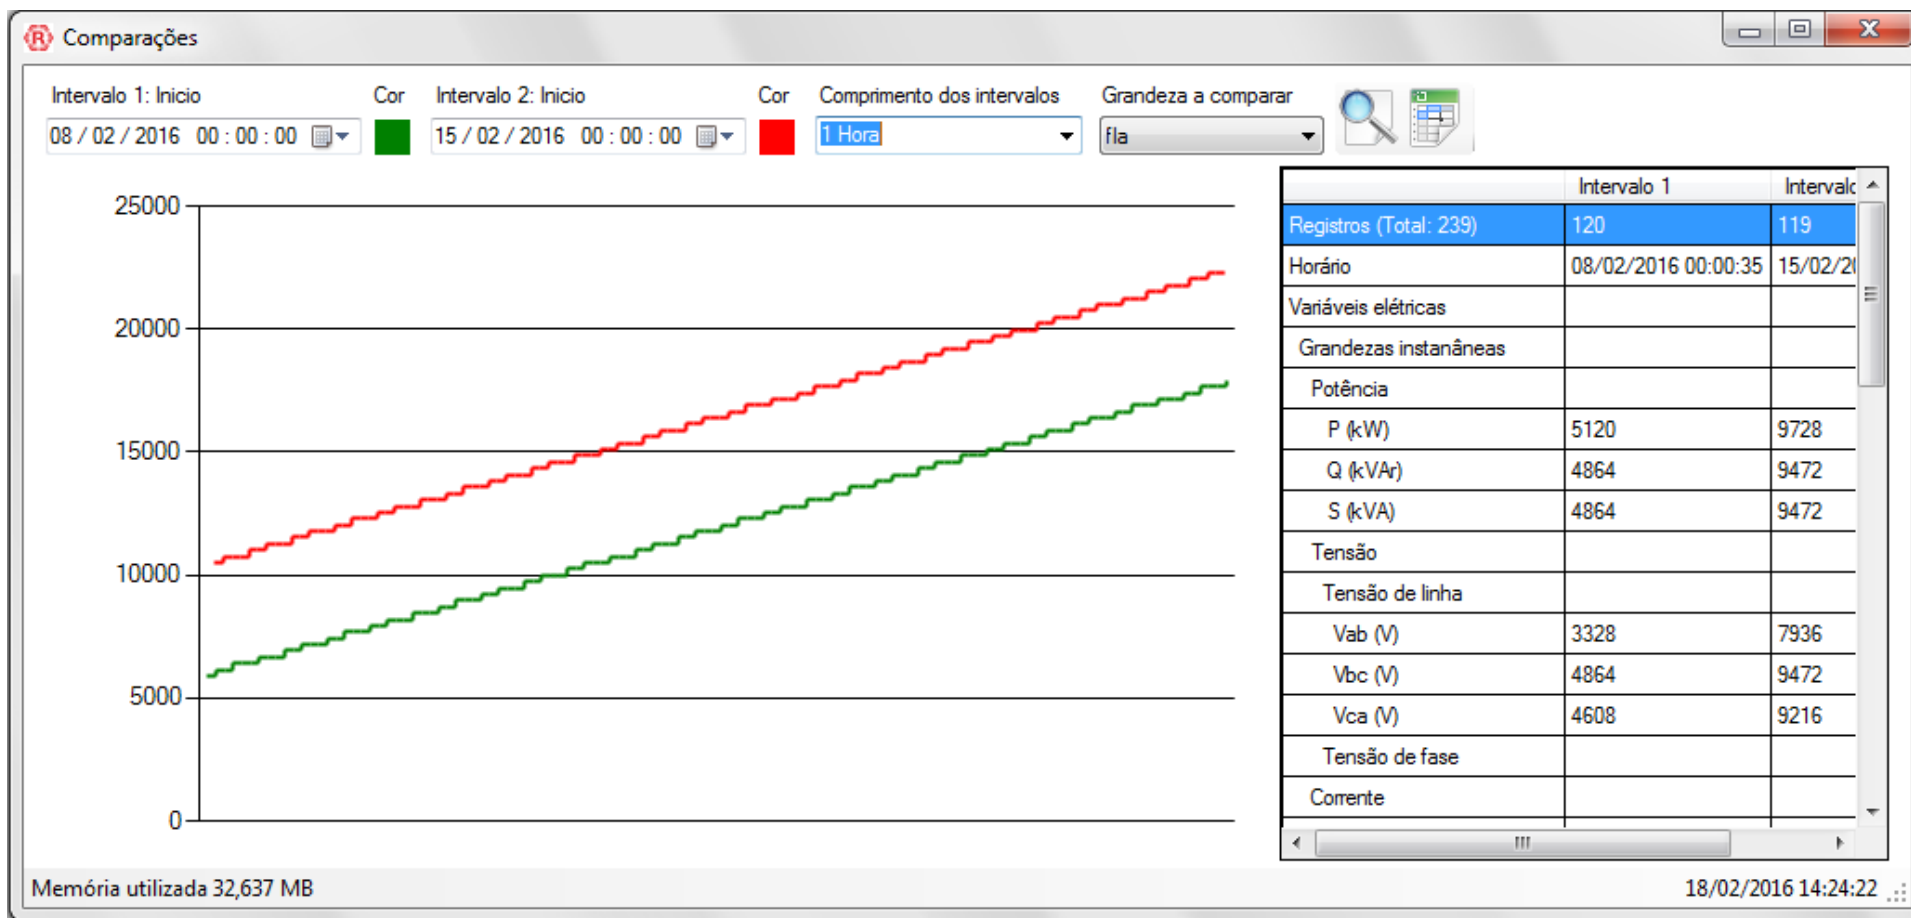 Comparações
Intervalo 1: Inicio Cor Intervalo 2: Inicio Cor Comprimento dos intervalos Grandeza a comparar
08 / 02 / 2016 00 : 00 : 00 15 / 02 / 2016 00 : 00 : 00 1 Hora fla
25000
20000
15000
10000
5000
0
Intervalo 1 Intervalo
Registros (Total: 239) 120 119
Horário 08/02/2016 00:00:35 15/02/20
Variáveis elétricas
Grandezas instanâneas
Potência
P (kW) 5120 9728
Q (kVAr) 4864 9472
S (kVA) 4864 9472
Tensão
Tensão de linha
Vab (V) 3328 7936
Vbc (V) 4864 9472
Vca (V) 4608 9216
Tensão de fase
Corrente
Memória utilizada 32,637 MB 18/02/2016 14:24:22